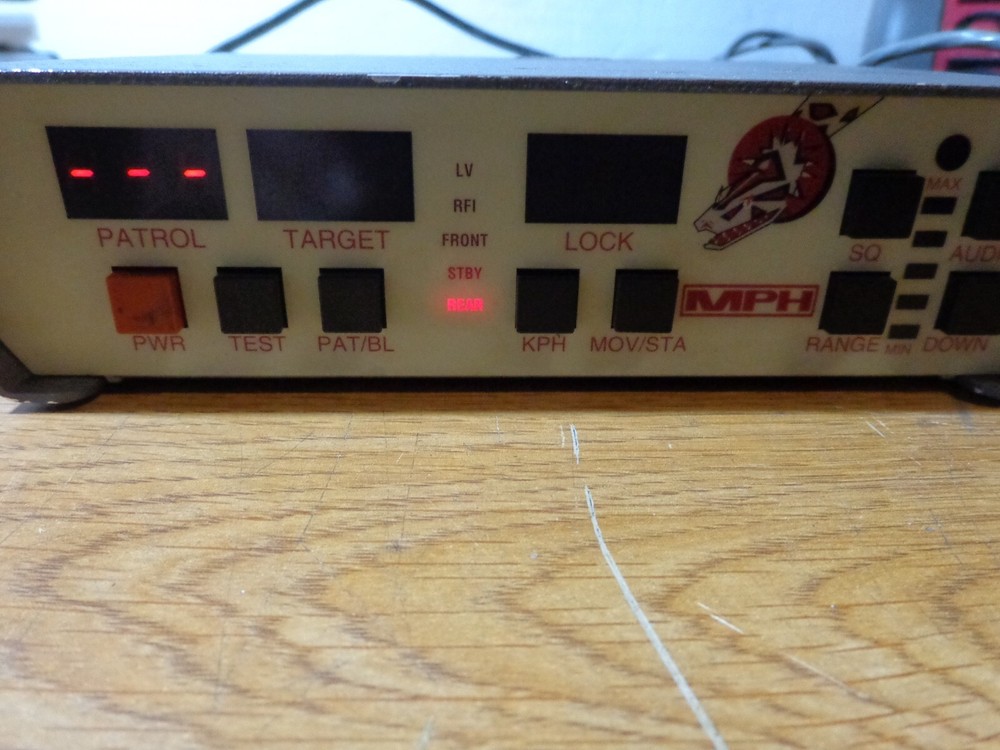 - - -
PATROL TARGET LV RFI FRONT STBY REAR LOCK
MPH
MAX
SQ AUD
PWR TEST PAT/BL KPH MOV/STA RANGE MIN DOWN